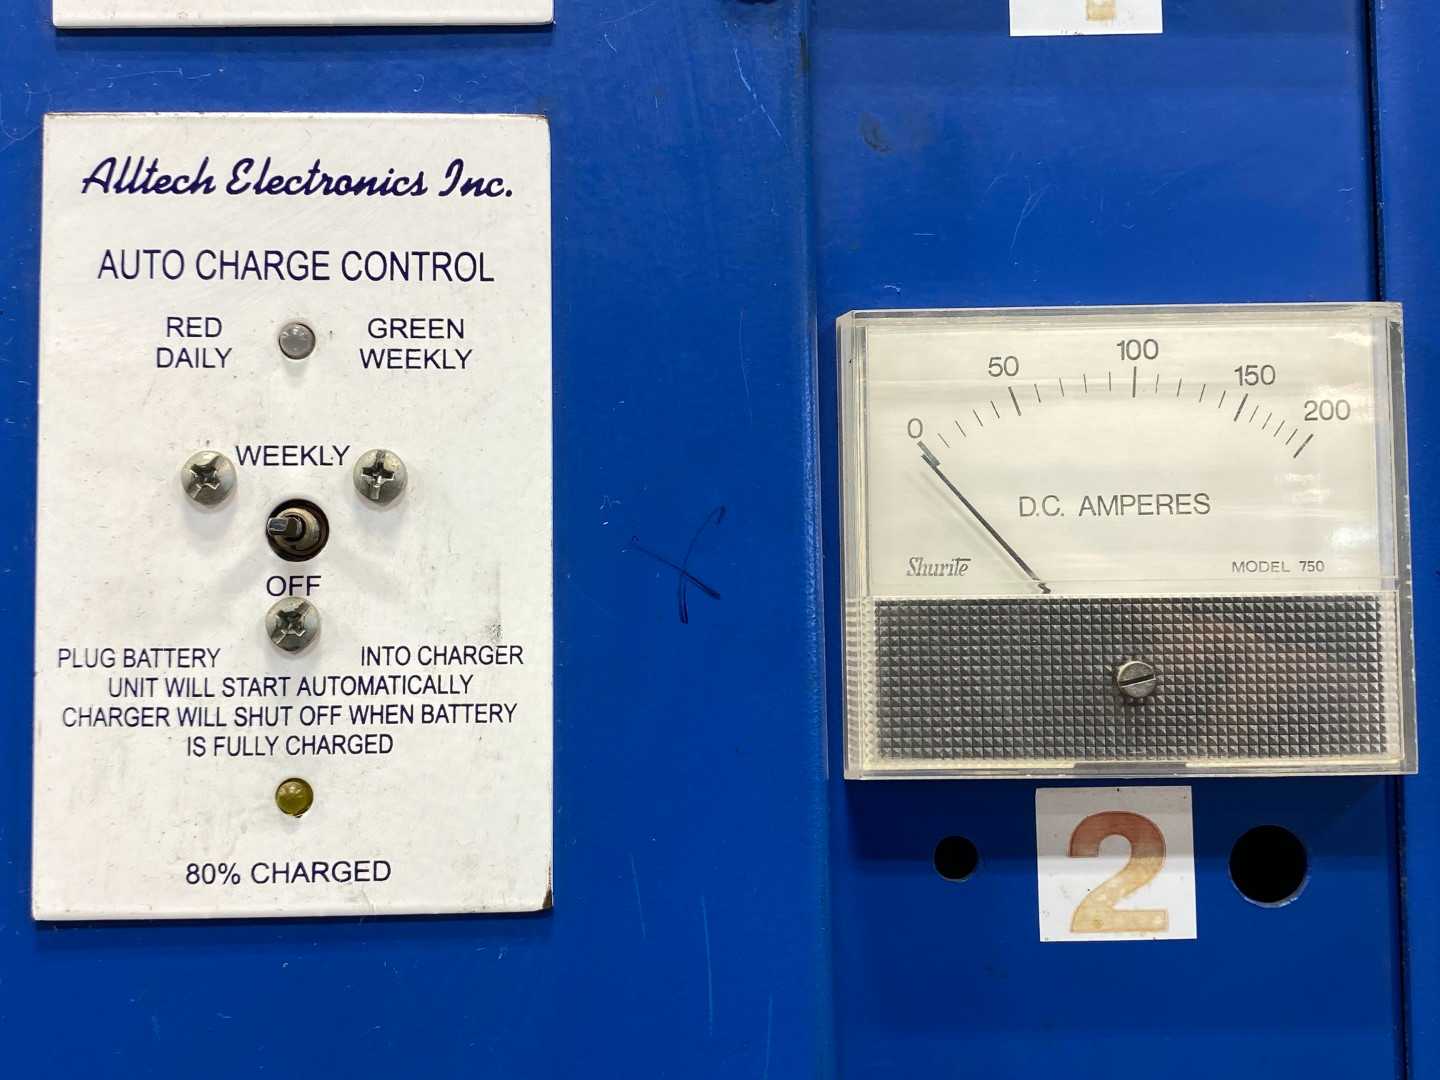 Alltech Electronics Inc.
AUTO CHARGE CONTROL
RED DAILY
GREEN WEEKLY
WEEKLY
OFF
PLUG BATTERY INTO CHARGER
UNIT WILL START AUTOMATICALLY
CHARGER WILL SHUT OFF WHEN BATTERY
IS FULLY CHARGED
80% CHARGED
0 50 100 150 200
D.C. AMPERES
Shurite MODEL 750
2